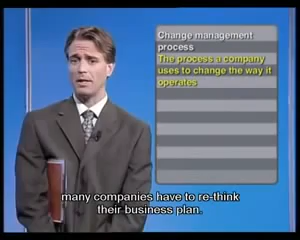 Change management
process
The process a company
uses to change the way it
operates
many companies have to re-think
their business plan.